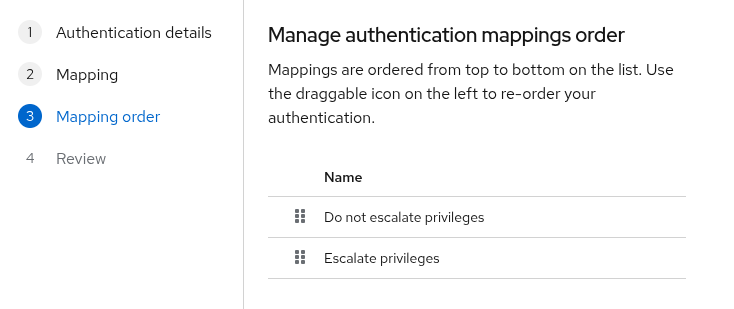 1 Authentication details
2 Mapping
3 Mapping order
4 Review
Manage authentication mappings order
Mappings are ordered from top to bottom on the list. Use
the draggable icon on the left to re-order your
authentication.
Name
Do not escalate privileges
Escalate privileges